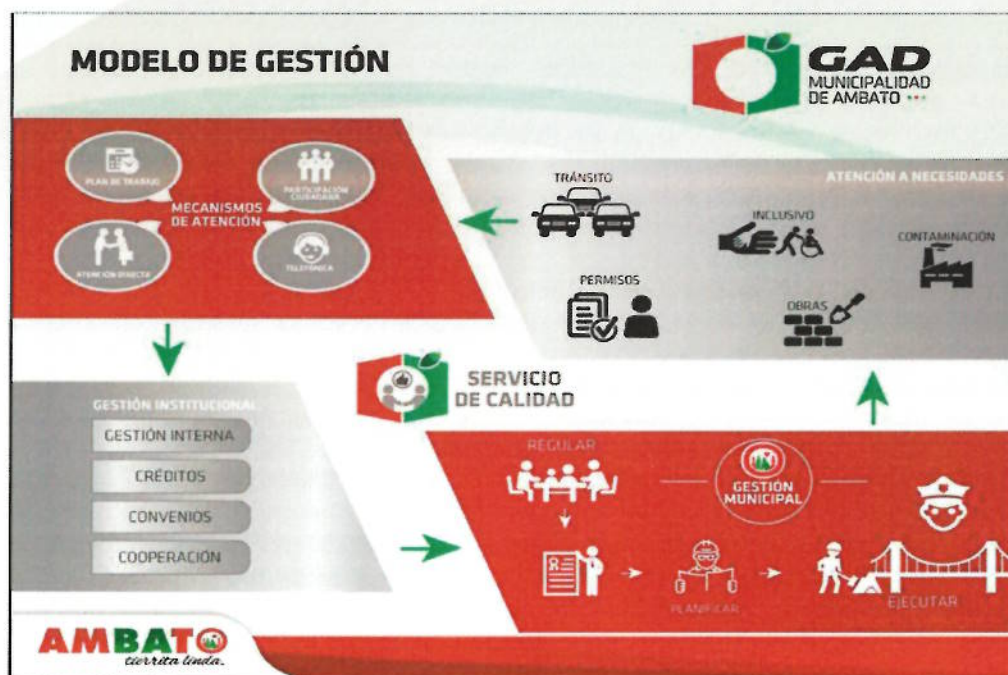 MODELO DE GESTIÓN
GAD
MUNICIPALIDAD
DE AMBATO
PLAN DE TRABAJO
PARTICIPACIÓN
CIUDADANA
MECANISMOS
DE ATENCIÓN
ATENCIÓN DIRECTA
TELEFÓNICA
ATENCIÓN A NECESIDADES
TRÁNSITO
INCLUSIVO
CONTAMINACIÓN
PERMISOS
OBRAS
SERVICIO
DE CALIDAD
GESTIÓN INSTITUCIONAL
GESTIÓN INTERNA
CRÉDITOS
CONVENIOS
COOPERACIÓN
REGULAR
GESTIÓN
MUNICIPAL
PLANIFICAR
EJECUTAR
AMBATO
tierrita linda.